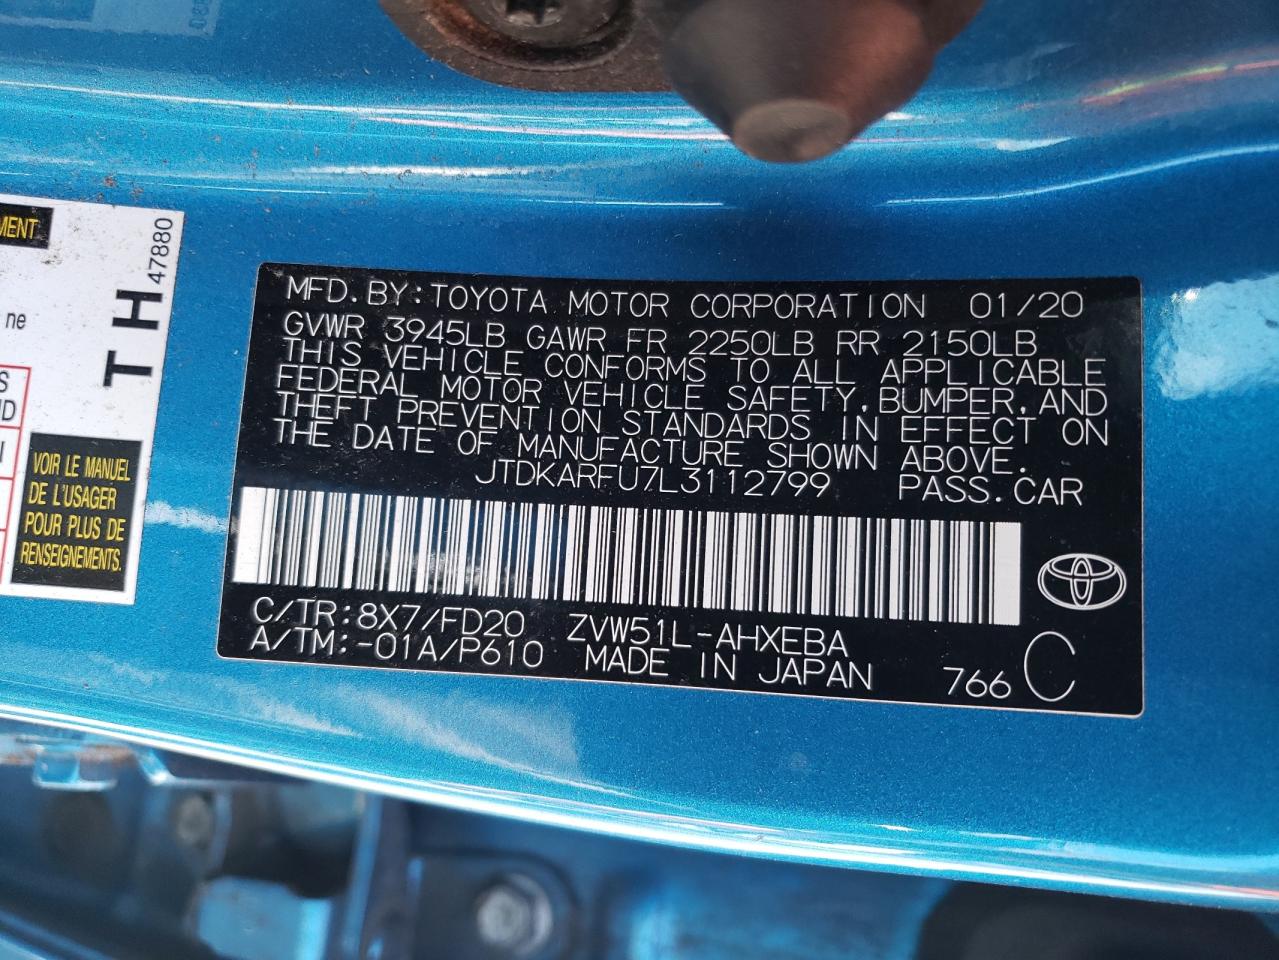 MENT
ne
S
ND
N
TH
47880
VOIR LE MANUEL
DE L'USAGER
POUR PLUS DE
RENSEIGNEMENTS.
MFD. BY: TOYOTA MOTOR CORPORATION 01/20
GVWR 3945LB GAWR FR 2250LB RR 2150LB
THIS VEHICLE CONFORMS TO ALL APPLICABLE
FEDERAL MOTOR VEHICLE SAFETY, BUMPER, AND
THEFT PREVENTION STANDARDS IN EFFECT ON
THE DATE OF MANUFACTURE SHOWN ABOVE.
JTDKARFU7L3112799 PASS. CAR
C/TR: 8X7/FD20 ZVW51L-AHXEBA
A/TM: -01A/P610 MADE IN JAPAN 766 C